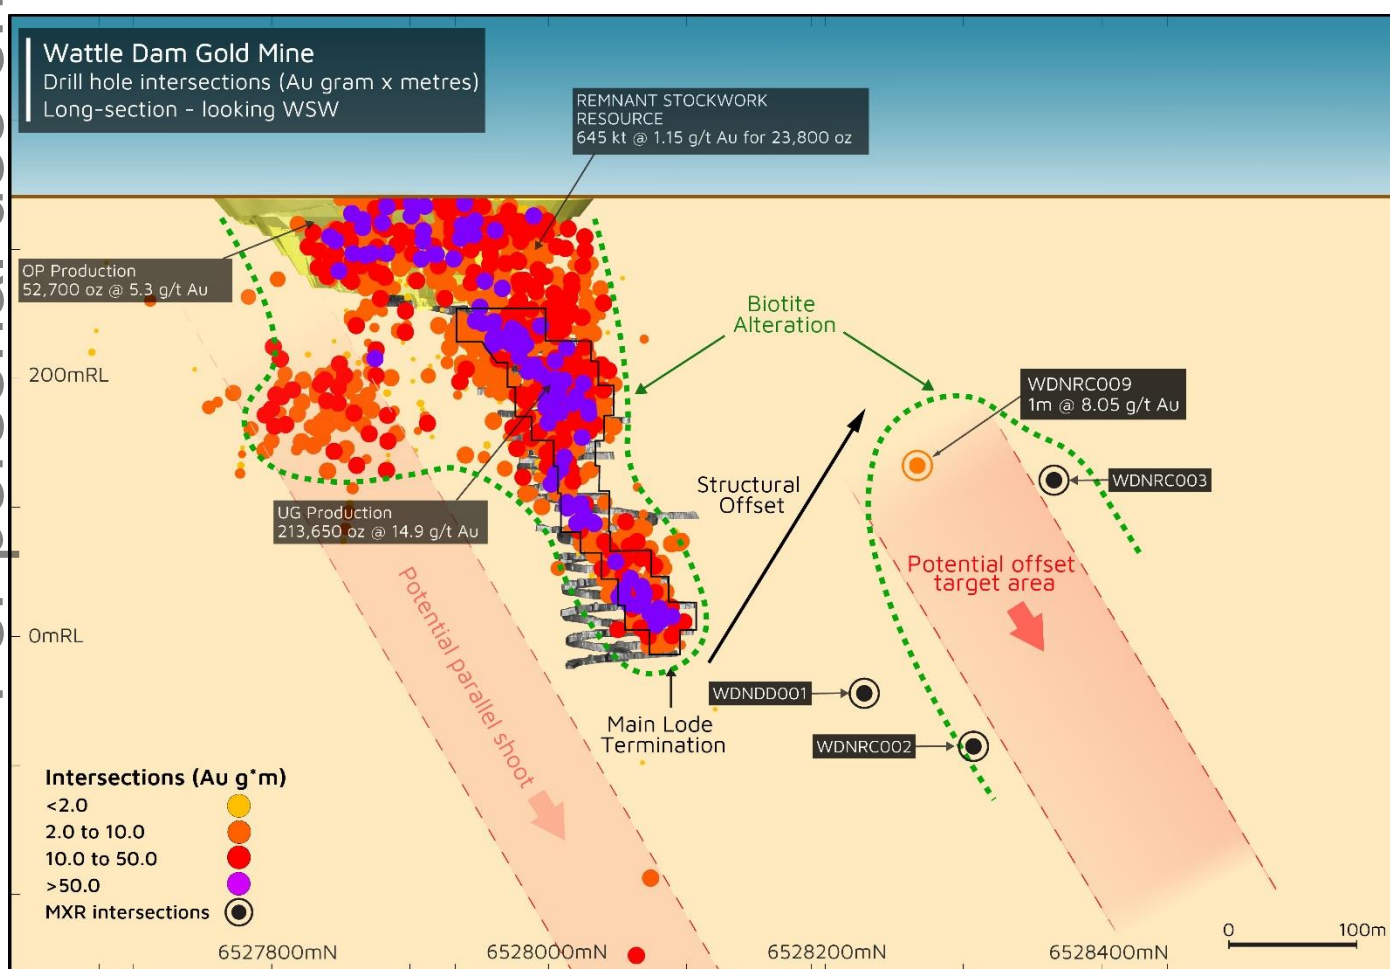 Wattle Dam Gold Mine
Drill hole intersections (Au gram x metres)
Long-section - looking WSW
REMNANT STOCKWORK
RESOURCE
645 kt @ 1.15 g/t Au for 23,800 oz
OP Production
52,700 oz @ 5.3 g/t Au
Biotite
Alteration
200mRL
WDNRC009
1m @ 8.05 g/t Au
WDNRC003
Structural
Offset
UG Production
213,650 oz @ 14.9 g/t Au
Potential offset
target area
Potential parallel shoot
0mRL
WDNDD001
Main Lode
Termination
WDNRC002
Intersections (Au g*m)
<2.0
2.0 to 10.0
10.0 to 50.0
>50.0
MXR intersections
6527800mN
6528000mN
6528200mN
6528400mN
0
100m